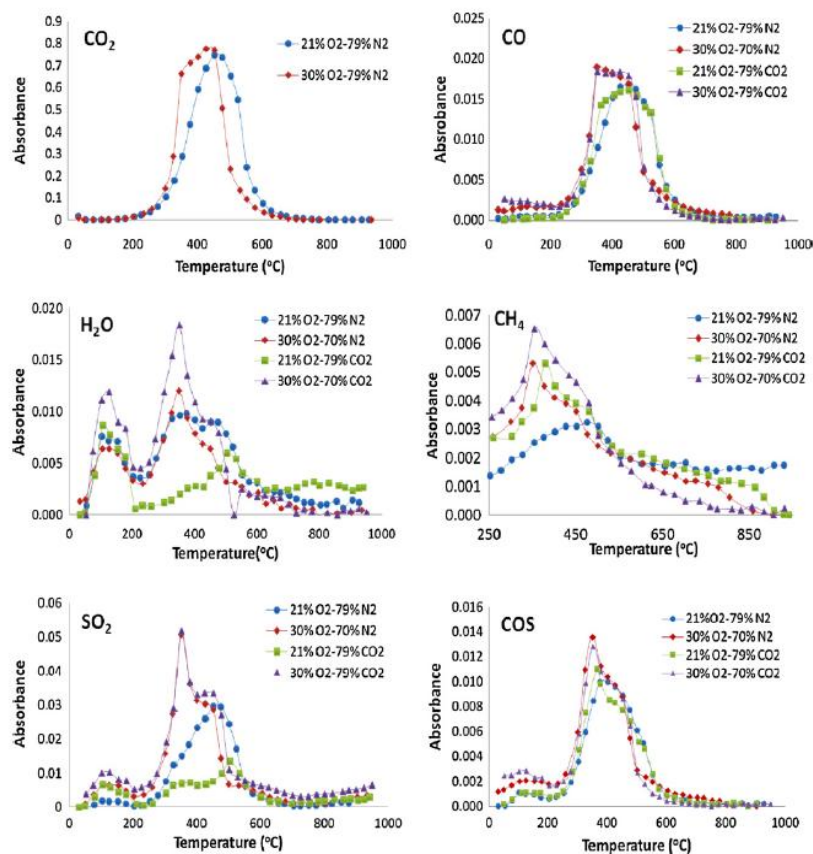 CO2
Absorbance
0.9
0.8
0.7
0.6
0.5
0.4
0.3
0.2
0.1
0
0 200 400 600 800 1000
Temperature (°C)
21% O2-79% N2
30% O2-79% N2
CO
Absrobance
0.025
0.020
0.015
0.010
0.005
0.000
0 200 400 600 800 1000
Temperature (°C)
21% O2-79% N2
30% O2-70% N2
21% O2-79% CO2
30% O2-79% CO2
H2O
Absorbance
0.020
0.015
0.010
0.005
0.000
0 200 400 600 800 1000
Temperature(°C)
21% O2-79% N2
30% O2-70% N2
21% O2-79% CO2
30% O2-70% CO2
CH4
Absorbance
0.007
0.006
0.005
0.004
0.003
0.002
0.001
0.000
250 450 650 850
Temperature (°C)
21% O2-79% N2
30% O2-70% N2
21% O2-79% CO2
30% O2-70% CO2
SO2
Absorbance
0.06
0.05
0.04
0.03
0.02
0.01
0
0 200 400 600 800 1000
Temperature (°C)
21% O2-79% N2
30% O2-70% N2
21% O2-79% CO2
30% O2-79% CO2
COS
Absorbance
0.016
0.014
0.012
0.010
0.008
0.006
0.004
0.002
0.000
0 200 400 600 800 1000
Temperature (°C)
21%O2-79% N2
30% O2-70% N2
21% O2-79% CO2
30% O2-70% CO2